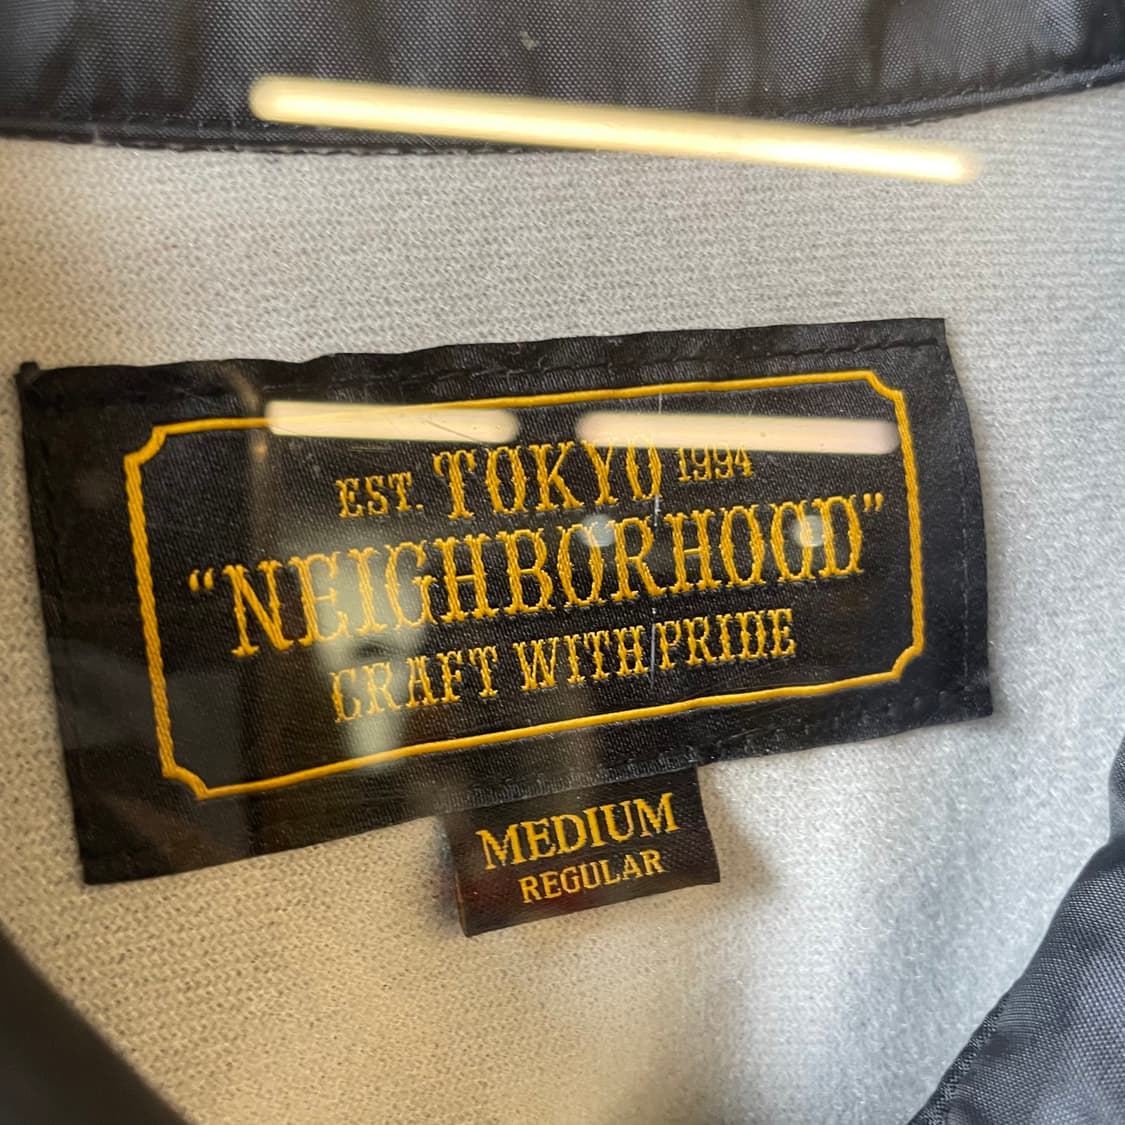 EST. TOKYO 1994
“NEIGHBORHOOD”
CRAFT WITH PRIDE
MEDIUM
REGULAR